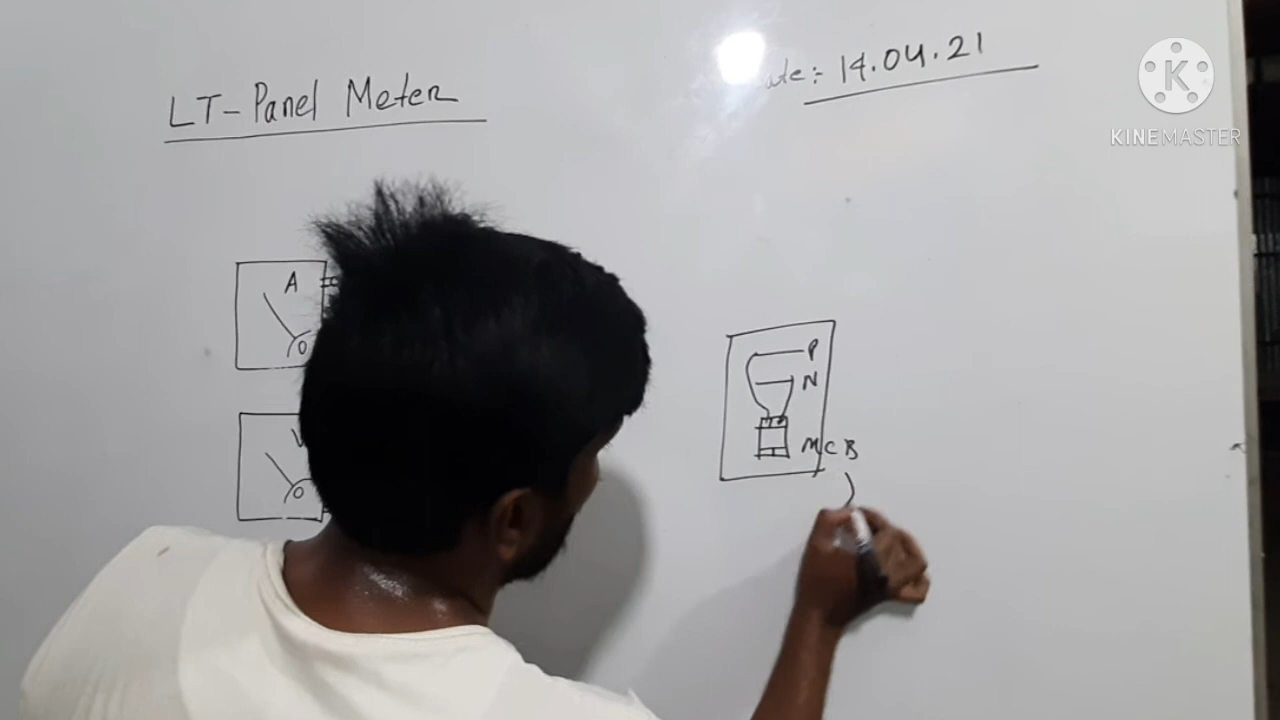 LT-Panel Meter
ate:- 14.04.21
K
KINEMASTER
A
V
P
N
MCB